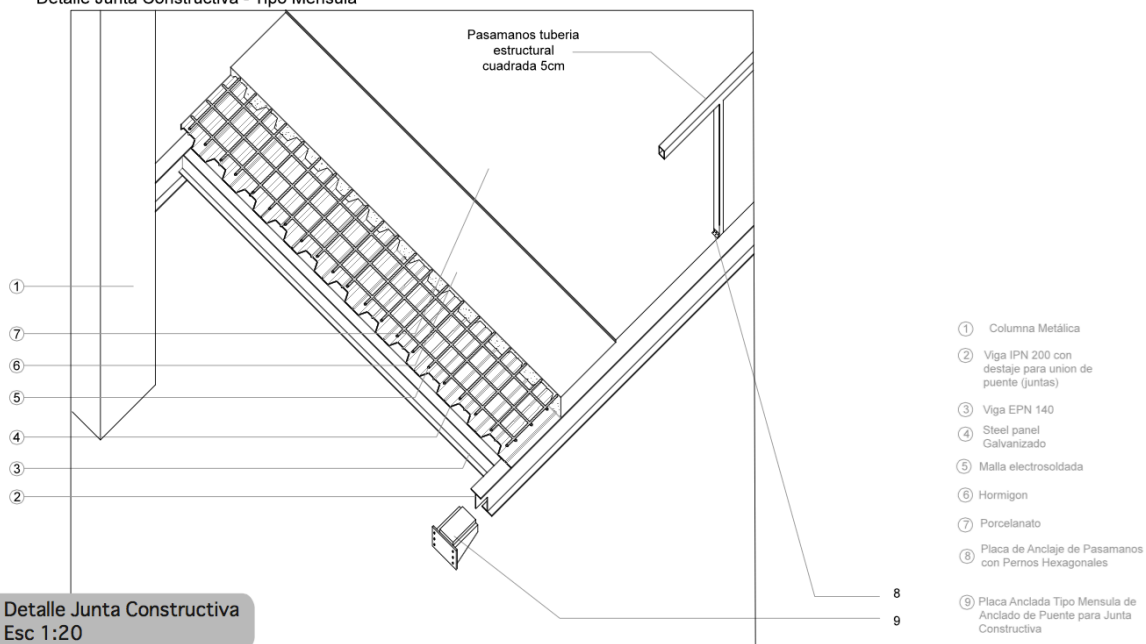 Detalle Junta Constructiva - Tipo Mensula
Pasamanos tuberia
estructural
cuadrada 5cm
1
7
6
5
4
3
2
8
9
1 Columna Metálica
2 Viga IPN 200 con
destaje para union de
puente (juntas)
3 Viga EPN 140
4 Steel panel
Galvanizado
5 Malla electrosoldada
6 Hormigon
7 Porcelanato
8 Placa de Anclaje de Pasamanos
con Pernos Hexagonales
9 Placa Anclada Tipo Mensula de
Anclado de Puente para Junta
Constructiva
Detalle Junta Constructiva
Esc 1:20